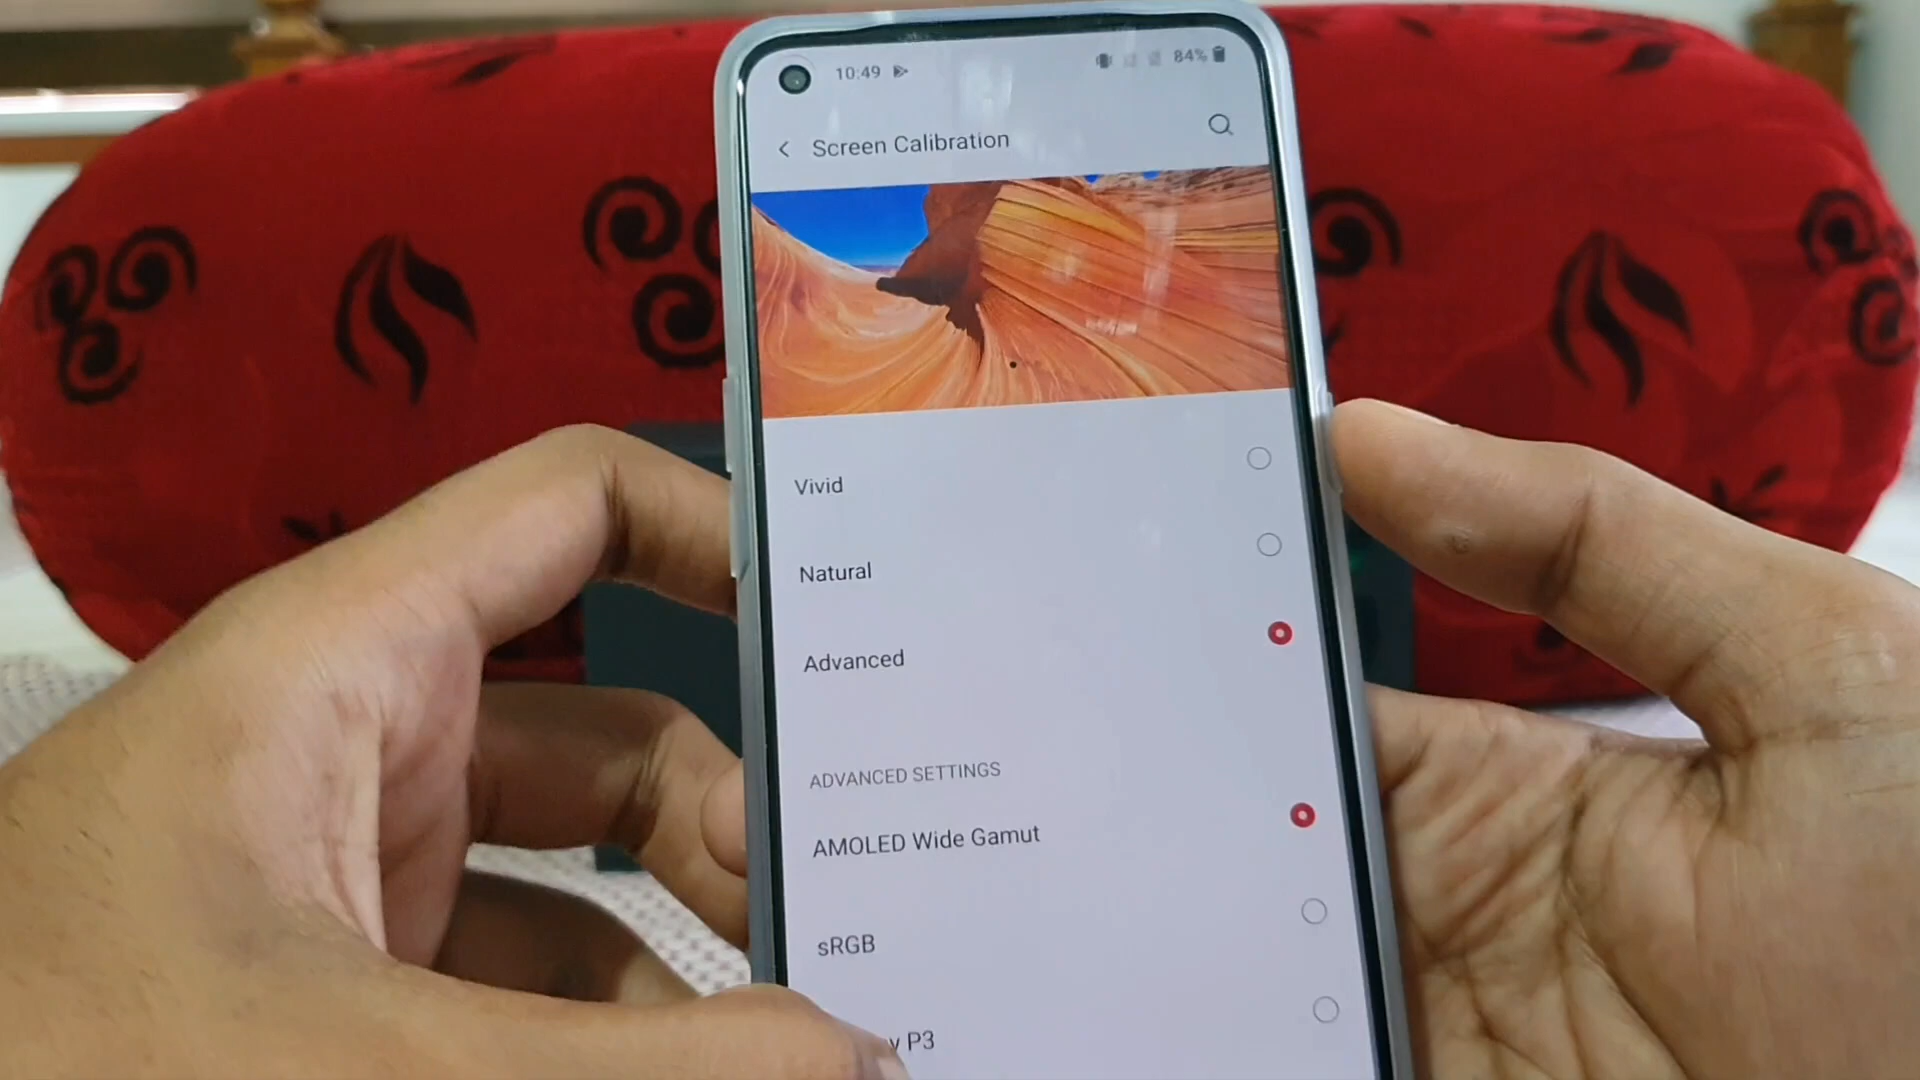 10:49
84%
Screen Calibration
Vivid
Natural
Advanced
ADVANCED SETTINGS
AMOLED Wide Gamut
sRGB
P3